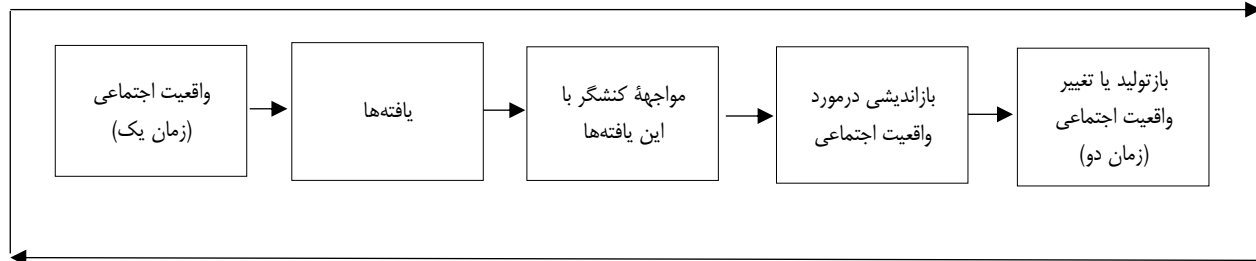 واقعیت اجتماعی
(زمان یک)
یافته‌ها
مواجههٔ کنشگر با
این یافته‌ها
بازاندیشی درمورد
واقعیت اجتماعی
بازتولید یا تغییر
واقعیت اجتماعی
(زمان دو)